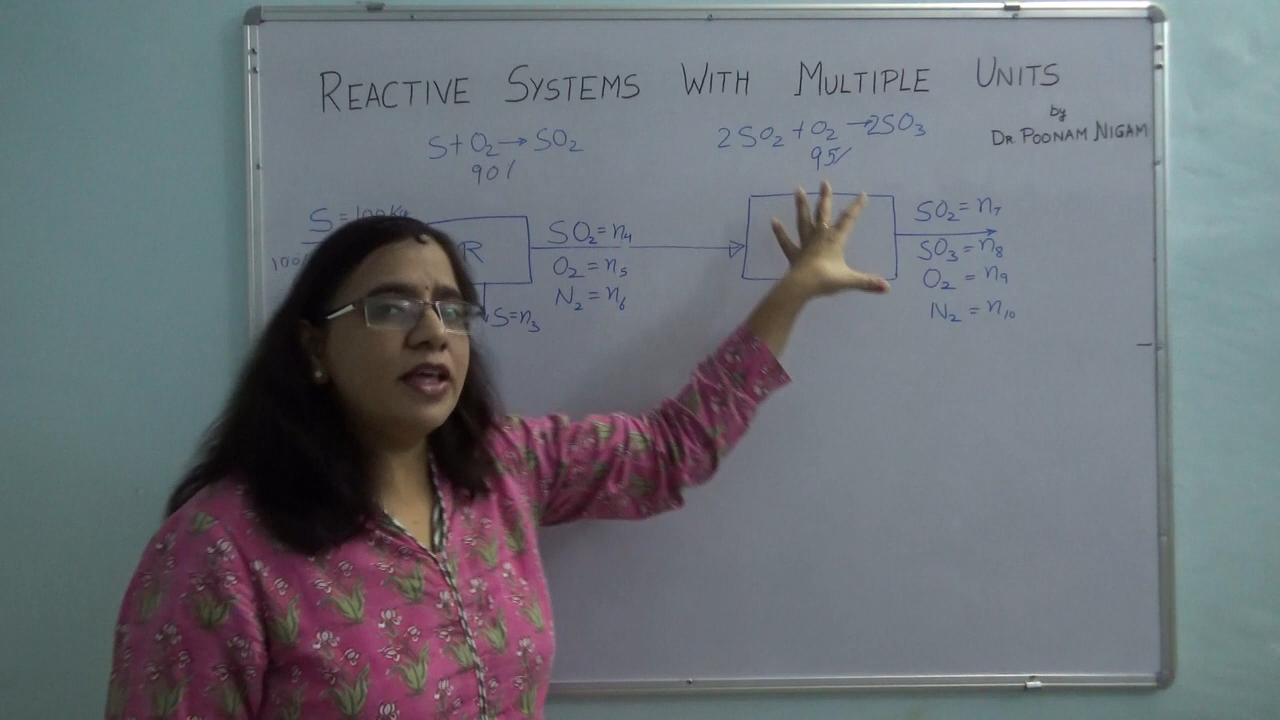 REACTIVE SYSTEMS WITH MULTIPLE UNITS
by
DR. POONAM NIGAM
S + O₂ → SO₂
90%
2SO₂ + O₂ → 2SO₃
95%
S = 100 Kg
R
S = n₃
SO₂ = n₄
O₂ = n₅
N₂ = n₆
SO₂ = n₇
SO₃ = n₈
O₂ = n₉
N₂ = n₁₀